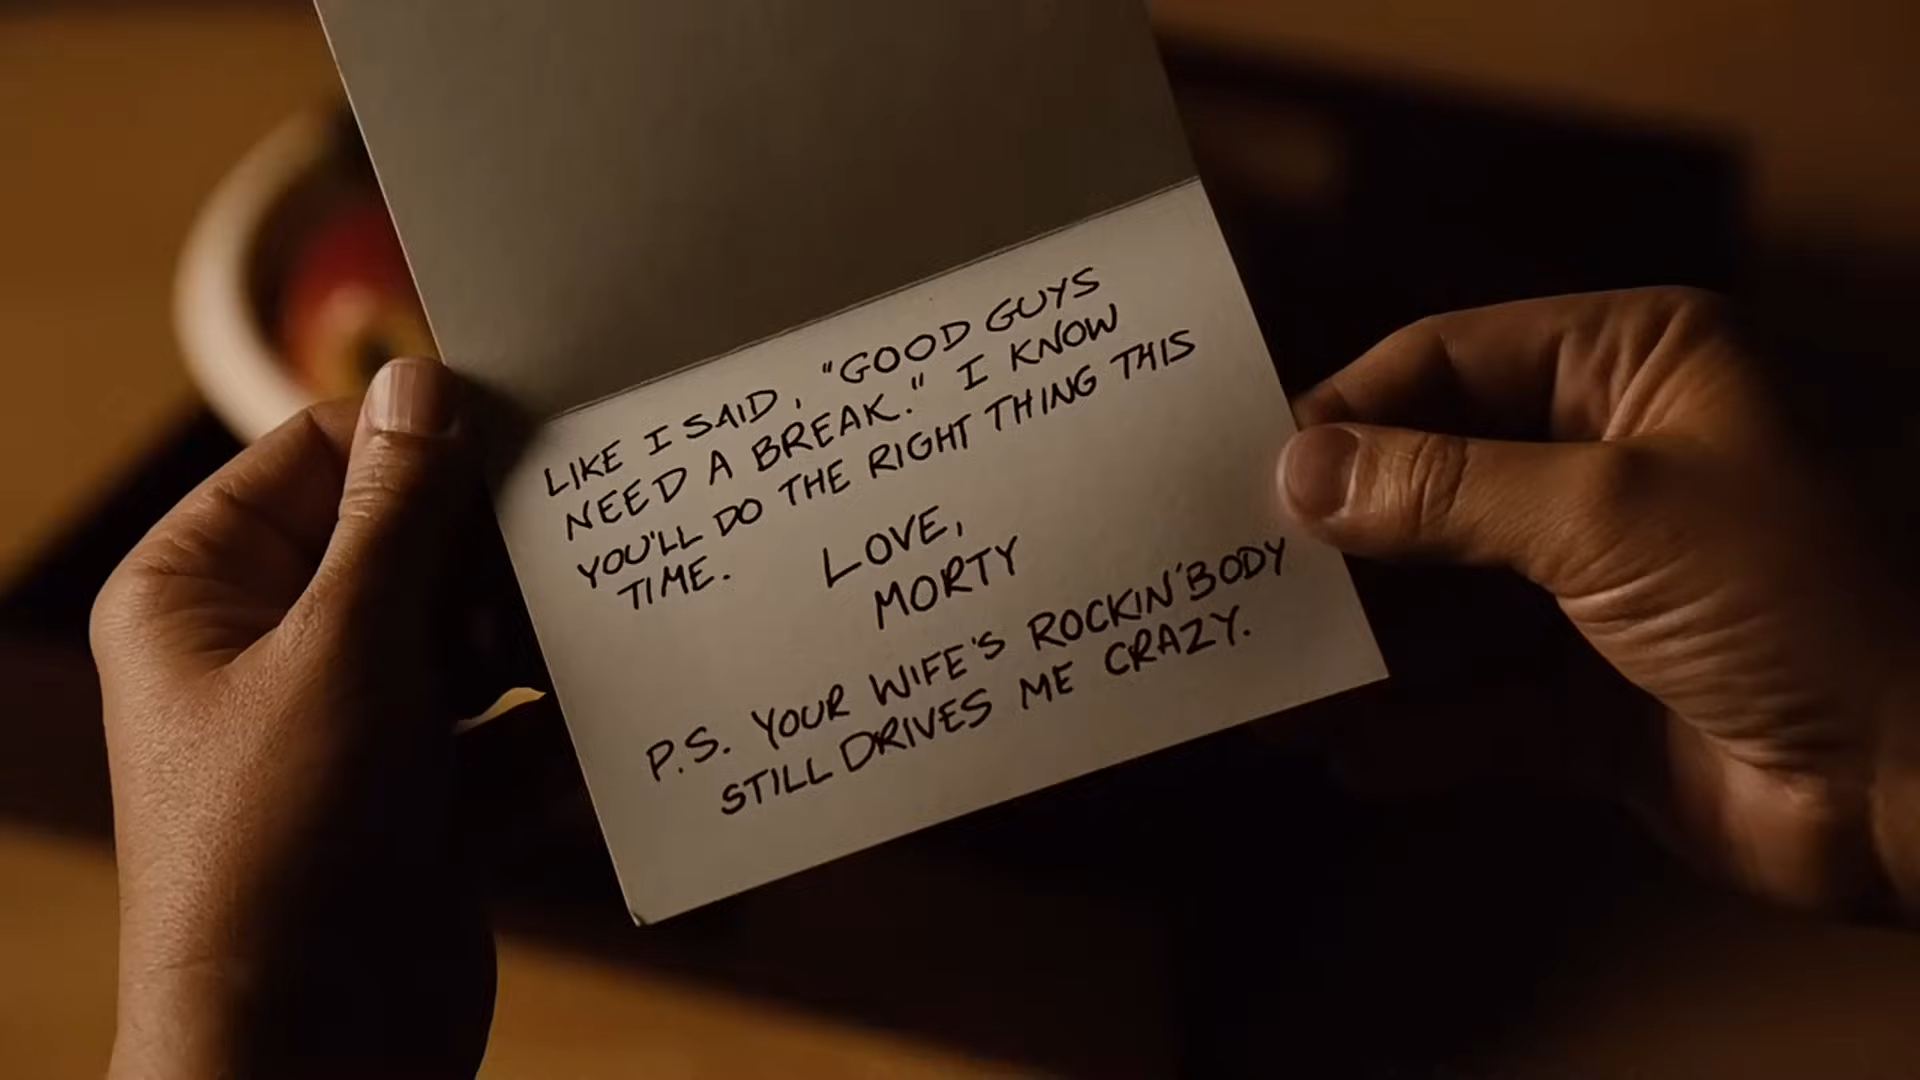 LIKE I SAID, "GOOD GUYS
NEED A BREAK." I KNOW
YOU'LL DO THE RIGHT THING THIS
TIME.
LOVE,
MORTY
P.S. YOUR WIFE'S ROCKIN' BODY
STILL DRIVES ME CRAZY.